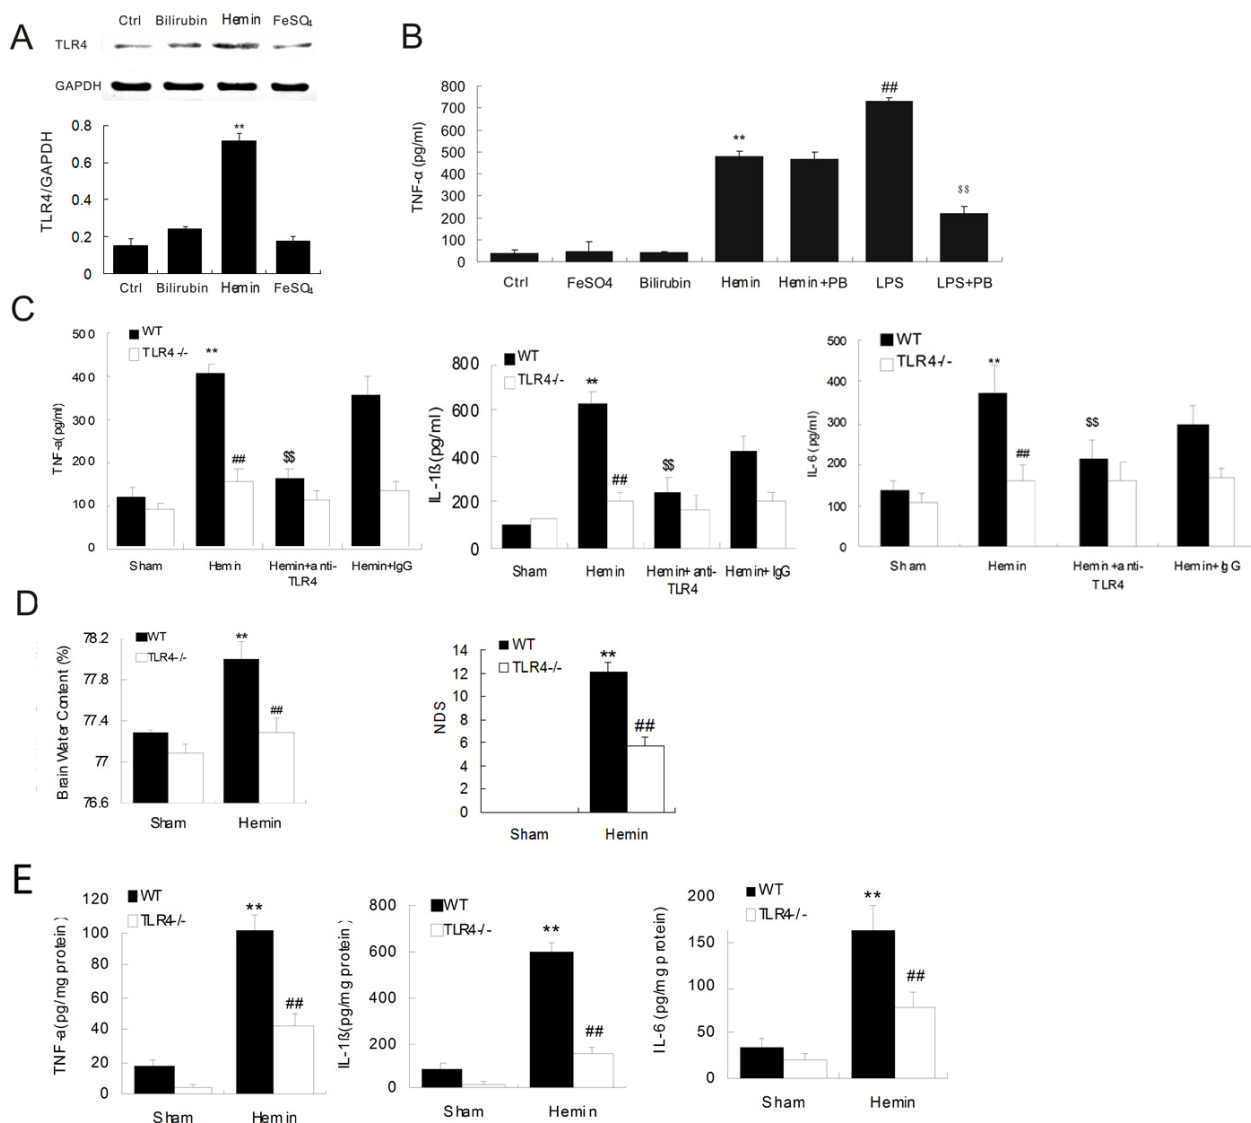 A
Ctrl Bilirubin Hemin FeSO4
TLR4
GAPDH
TLR4/GAPDH
0.8
0.6
0.4
0.2
0
**
Ctrl Bilirubin Hemin FeSO4
B
TNF-α (pg/ml)
800
700
600
500
400
300
200
100
0
**
##
$$
Ctrl FeSO4 Bilirubin Hemin Hemin+PB LPS LPS+PB
C
WT
TLR4-/-
TNF-a(pg/ml)
500
400
300
200
100
0
**
##
$$
Sham Hemin Hemin+anti-TLR4 Hemin+IgG
WT
TLR4-/-
IL-1ß(pg/ml)
800
600
400
200
0
**
##
$$
Sham Hemin Hemin+anti-TLR4 Hemin+IgG
WT
TLR4-/-
IL-6 (pg/ml)
500
400
300
200
100
0
**
##
$$
Sham Hemin Hemin+anti-TLR4 Hemin+IgG
D
WT
TLR4-/-
Brain Water Content (%)
78.2
77.8
77.4
77
76.6
**
##
Sham Hemin
WT
TLR4-/-
NDS
14
12
10
8
6
4
2
0
**
##
Sham Hemin
E
WT
TLR4-/-
TNF-a(pg/mg protein)
120
100
80
60
40
20
0
**
##
Sham Hemin
WT
TLR4-/-
IL-1ß(pg/mg protein)
800
600
400
200
0
**
##
Sham Hemin
WT
TLR4-/-
IL-6 (pg/mg protein)
200
150
100
50
0
**
##
Sham Hemin